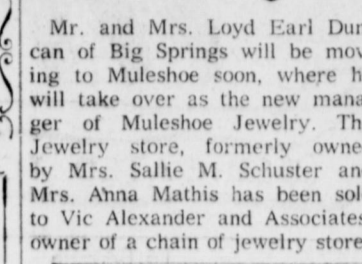 Mr. and Mrs. Loyd Earl Dun
can of Big Springs will be mov
ing to Muleshoe soon, where h
will take over as the new mana
ger of Muleshoe Jewelry. Th
Jewelry store, formerly owne
by Mrs. Sallie M. Schuster an
Mrs. Anna Mathis has been sol
to Vic Alexander and Associates
owner of a chain of jewelry store